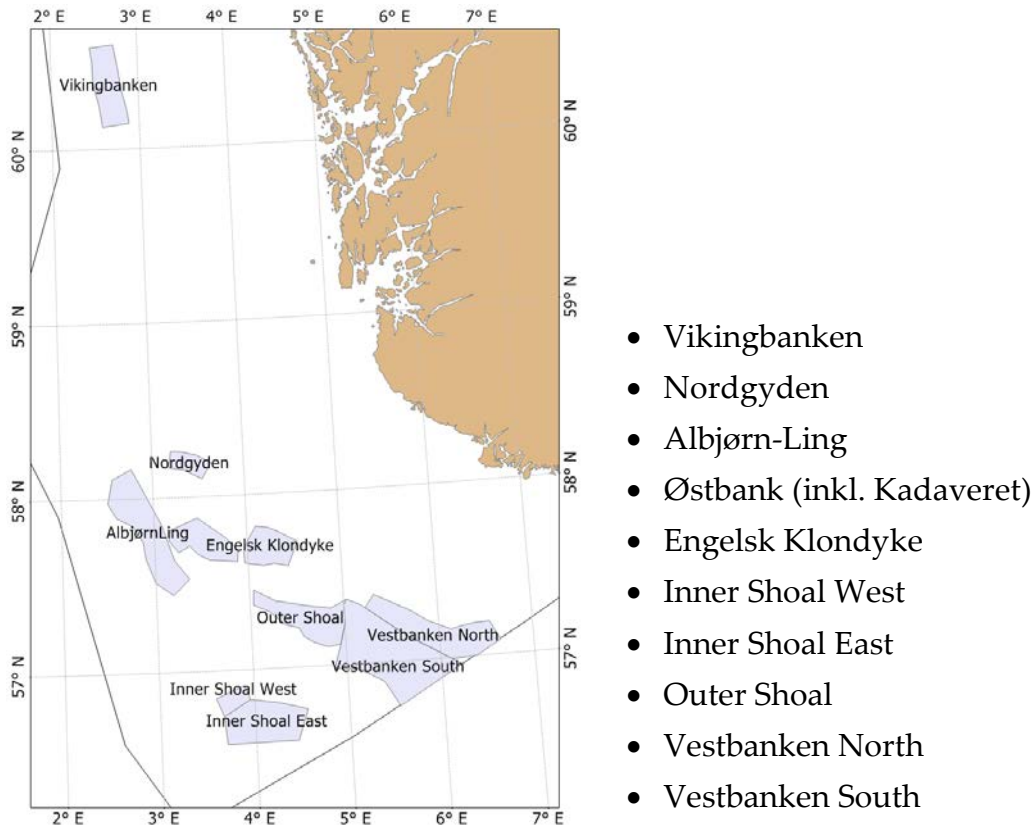 2° E 3° E 4° E 5° E 6° E 7° E
Vikingbanken
60° N
60° N
59° N
59° N
Nordgyden
58° N
58° N
AlbjørnLing
Engelsk Klondyke
Outer Shoal
Vestbanken North
Vestbanken South
57° N
57° N
Inner Shoal West
Inner Shoal East
2° E 3° E 4° E 5° E 6° E 7° E
• Vikingbanken
• Nordgyden
• Albjørn-Ling
• Østbank (inkl. Kadaveret)
• Engelsk Klondyke
• Inner Shoal West
• Inner Shoal East
• Outer Shoal
• Vestbanken North
• Vestbanken South